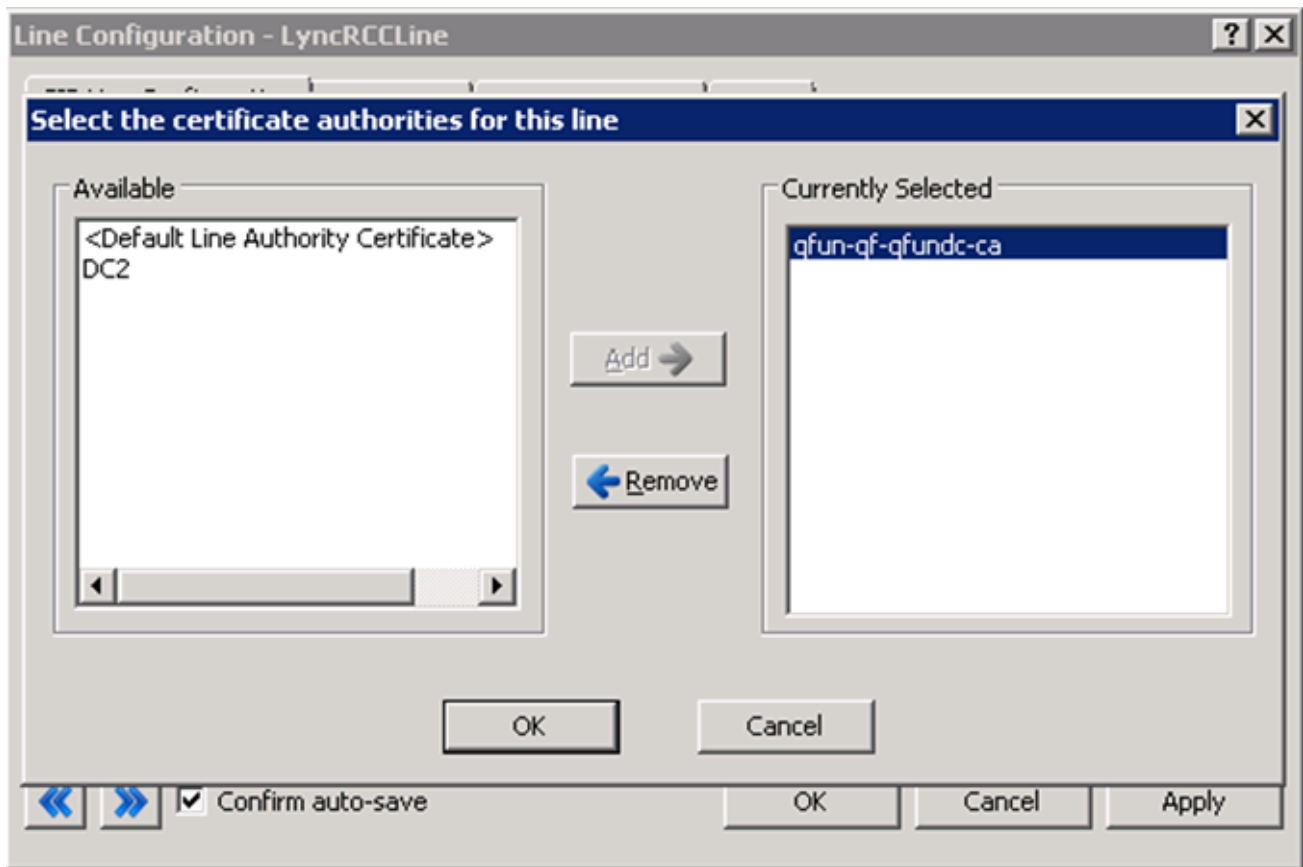 Line Configuration - LyncRCCLine
Select the certificate authorities for this line
Available
<Default Line Authority Certificate>
DC2
Add
Remove
Currently Selected
qfun-qf-qfundc-ca
OK
Cancel
Confirm auto-save
OK
Cancel
Apply